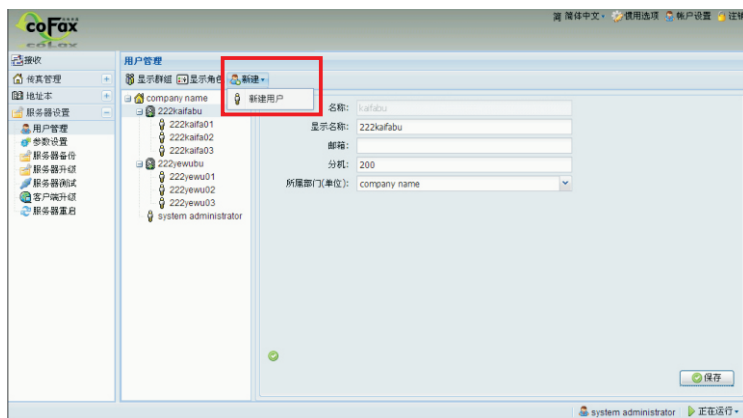 coFax
简 简体中文 惯用选项 帐户设置 注销
接收
传真管理
地址本
服务器设置
用户管理
参数设置
服务器备份
服务器升级
服务器测试
客户端升级
服务器重启
用户管理
显示群组 显示角色 新建
新建用户
company name
222kaifabu
222kaifa01
222kaifa02
222kaifa03
222yewubu
222yewu01
222yewu02
222yewu03
system administrator
名称: kaifabu
显示名称: 222kaifabu
邮箱:
分机: 200
所属部门(单位): company name
保存
system administrator 正在运行